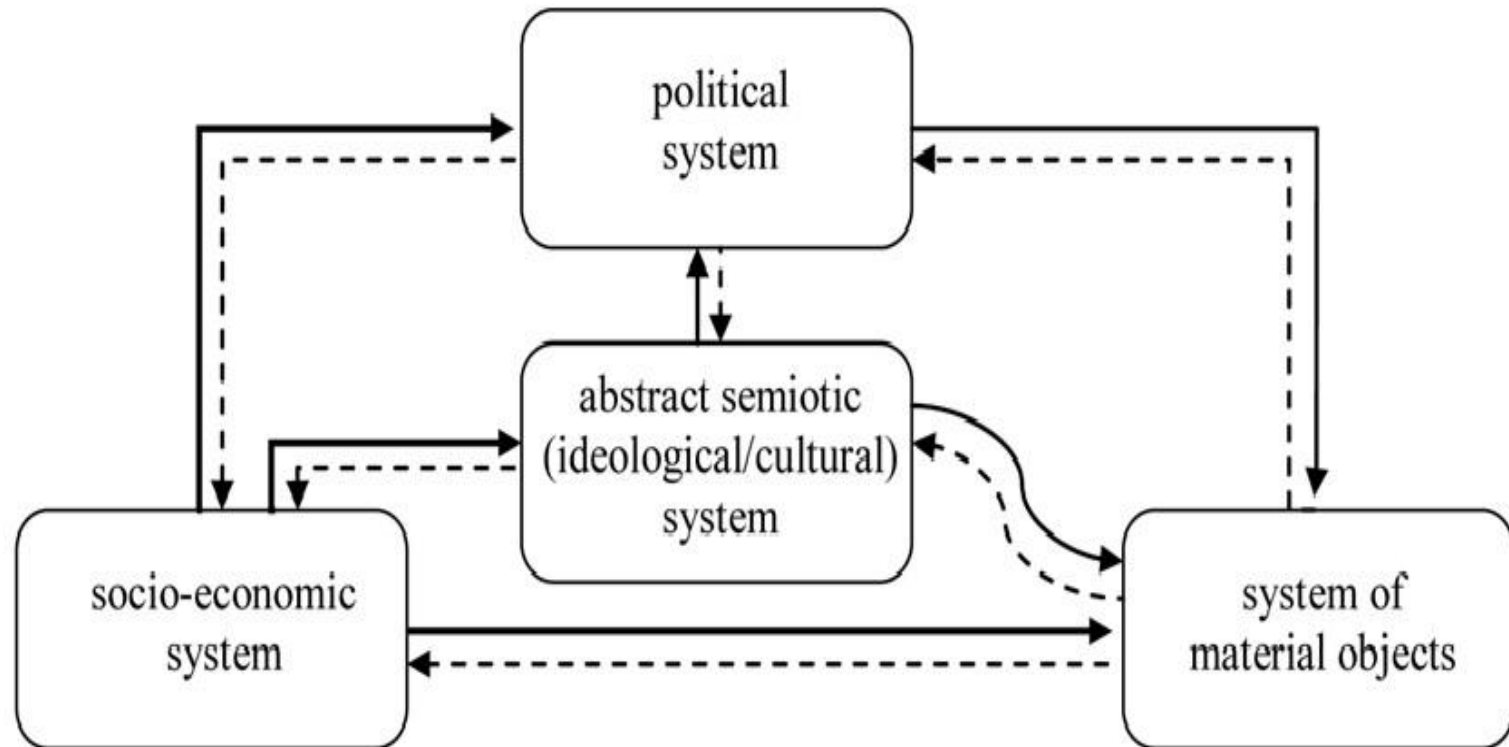 political
system
abstract semiotic
(ideological/cultural)
system
socio-economic
system
system of
material objects